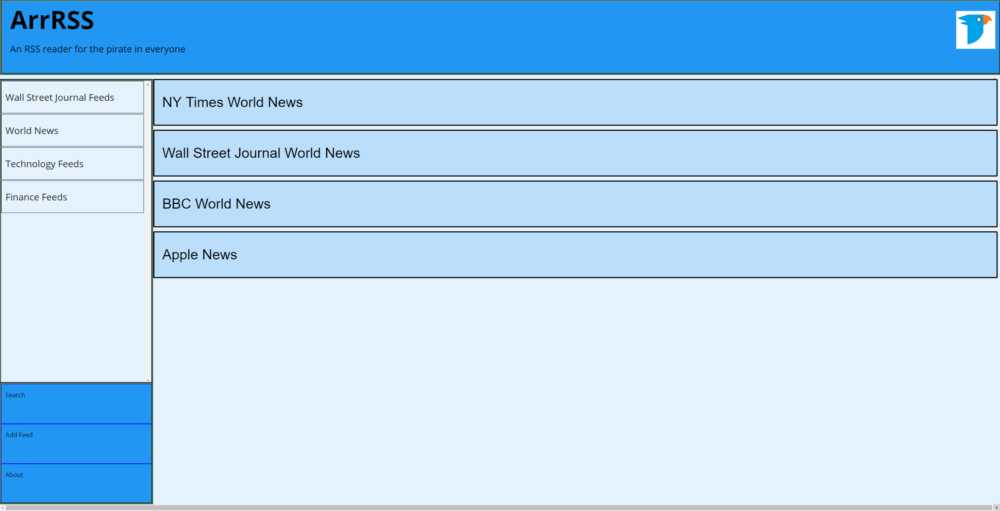 ArrRSS
An RSS reader for the pirate in everyone
Wall Street Journal Feeds
World News
Technology Feeds
Finance Feeds
Search
Add Feed
About
NY Times World News
Wall Street Journal World News
BBC World News
Apple News